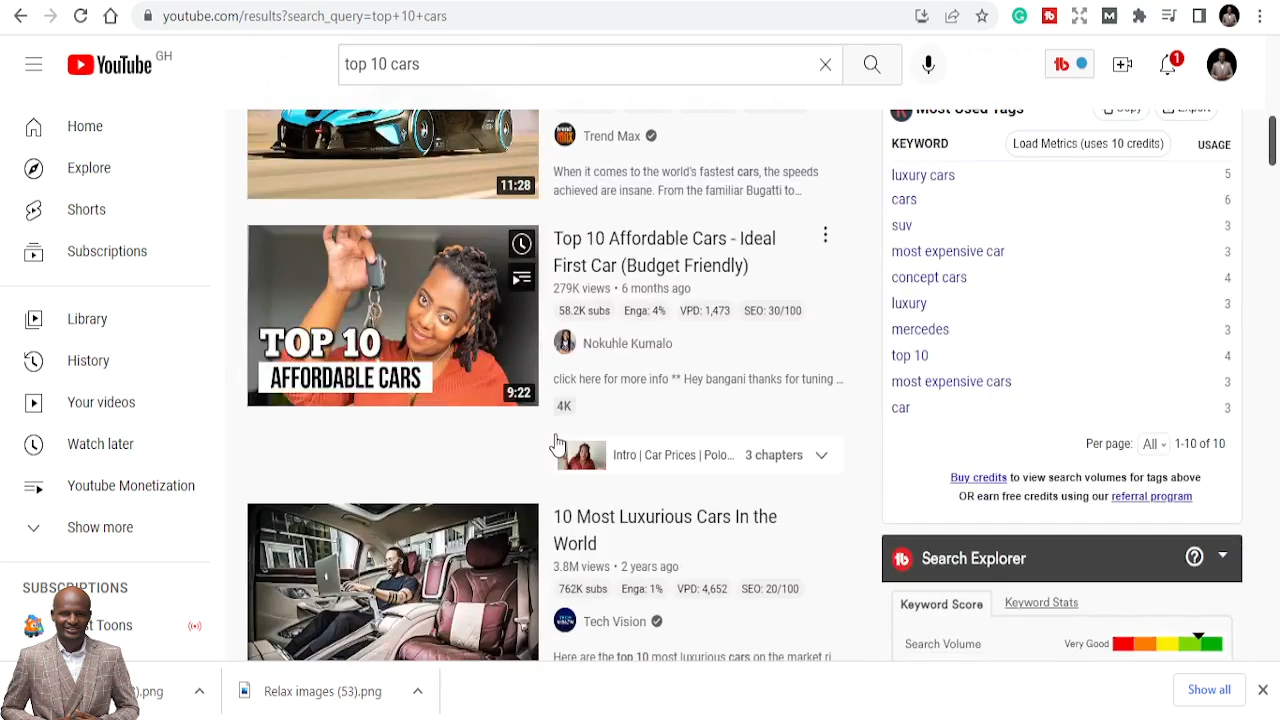 youtube.com/results?search_query=top+10+cars
YouTube GH
top 10 cars
1
Home
Explore
Shorts
Subscriptions
Library
History
Your videos
Watch later
Youtube Monetization
Show more
SUBSCRIPTIONS
st Toons
Trend Max
When it comes to the world's fastest cars, the speeds
achieved are insane. From the familiar Bugatti to...
11:28
TOP 10
AFFORDABLE CARS
9:22
Top 10 Affordable Cars - Ideal
First Car (Budget Friendly)
279K views • 6 months ago
58.2K subs Enga: 4% VPD: 1,473 SEO: 30/100
Nokuhle Kumalo
click here for more info ** Hey bangani thanks for tuning ...
4K
Intro | Car Prices | Polo... 3 chapters
10 Most Luxurious Cars In the
World
3.8M views • 2 years ago
762K subs Enga: 1% VPD: 4,652 SEO: 20/100
Tech Vision
Here are the top 10 most luxurious cars on the market ri
Most Used Tags Copy Export
KEYWORD Load Metrics (uses 10 credits) USAGE
luxury cars 5
cars 6
suv 3
most expensive car 3
concept cars 4
luxury 3
mercedes 3
top 10 4
most expensive cars 3
car 3
Per page: All 1-10 of 10
Buy credits to view search volumes for tags above
OR earn free credits using our referral program
Search Explorer
Keyword Score Keyword Stats
Search Volume Very Good
).png
Relax images (53).png
Show all